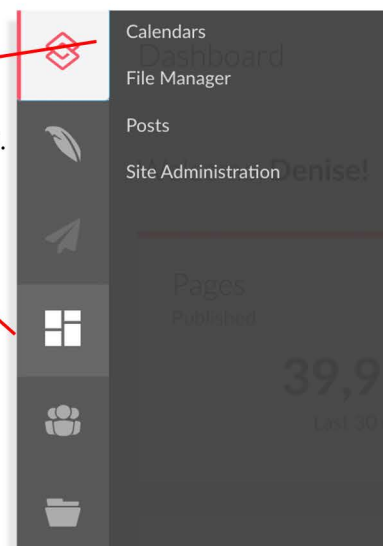 Calendars
Dashboard
File Manager
.
Posts
Site Administration
Denise!
Pages
Published
39,9
Last 30